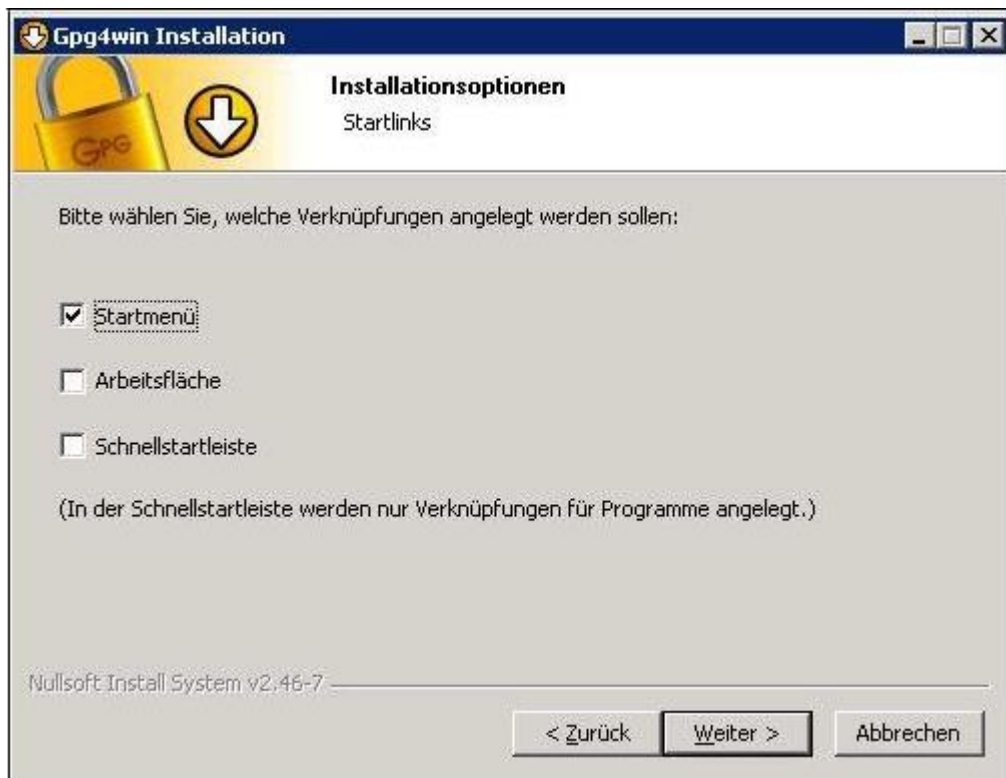 Gpg4win Installation
GPG
Installationsoptionen
Startlinks
Bitte wählen Sie, welche Verknüpfungen angelegt werden sollen:
Startmenü
Arbeitsfläche
Schnellstartleiste
(In der Schnellstartleiste werden nur Verknüpfungen für Programme angelegt.)
Nullsoft Install System v2.46-7
< Zurück Weiter > Abbrechen